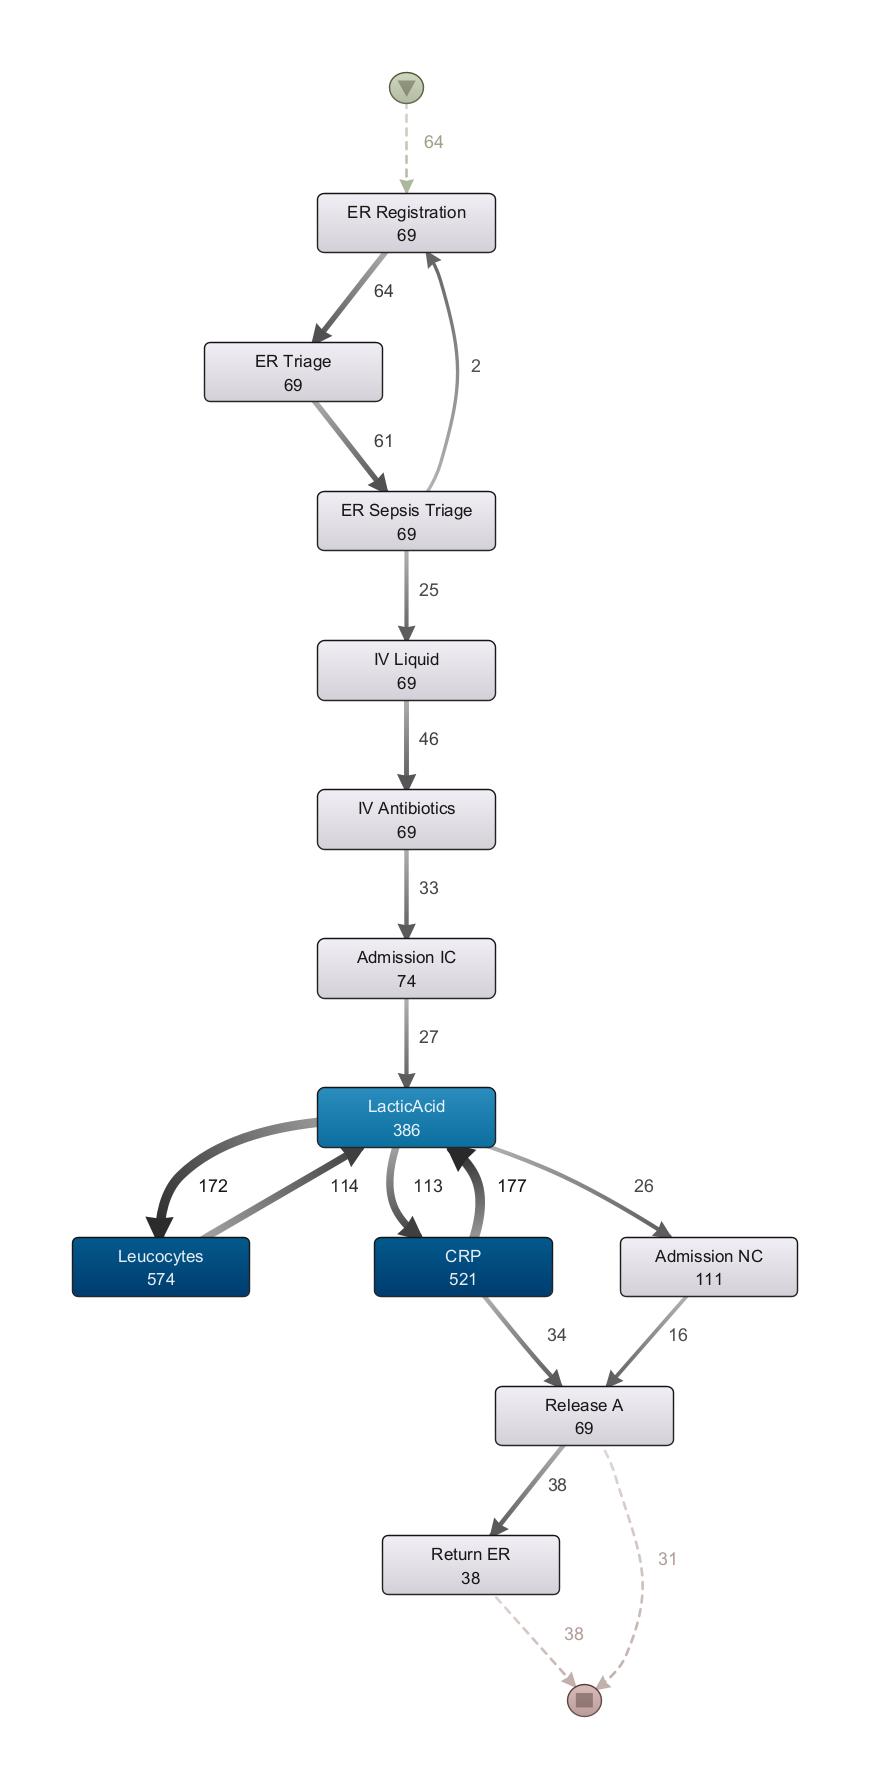 64
ER Registration
69
64
ER Triage
69
2
61
ER Sepsis Triage
69
25
IV Liquid
69
46
IV Antibiotics
69
33
Admission IC
74
27
LacticAcid
386
172
114
113
177
26
Leucocytes
574
CRP
521
Admission NC
111
34
16
Release A
69
38
Return ER
38
31
38